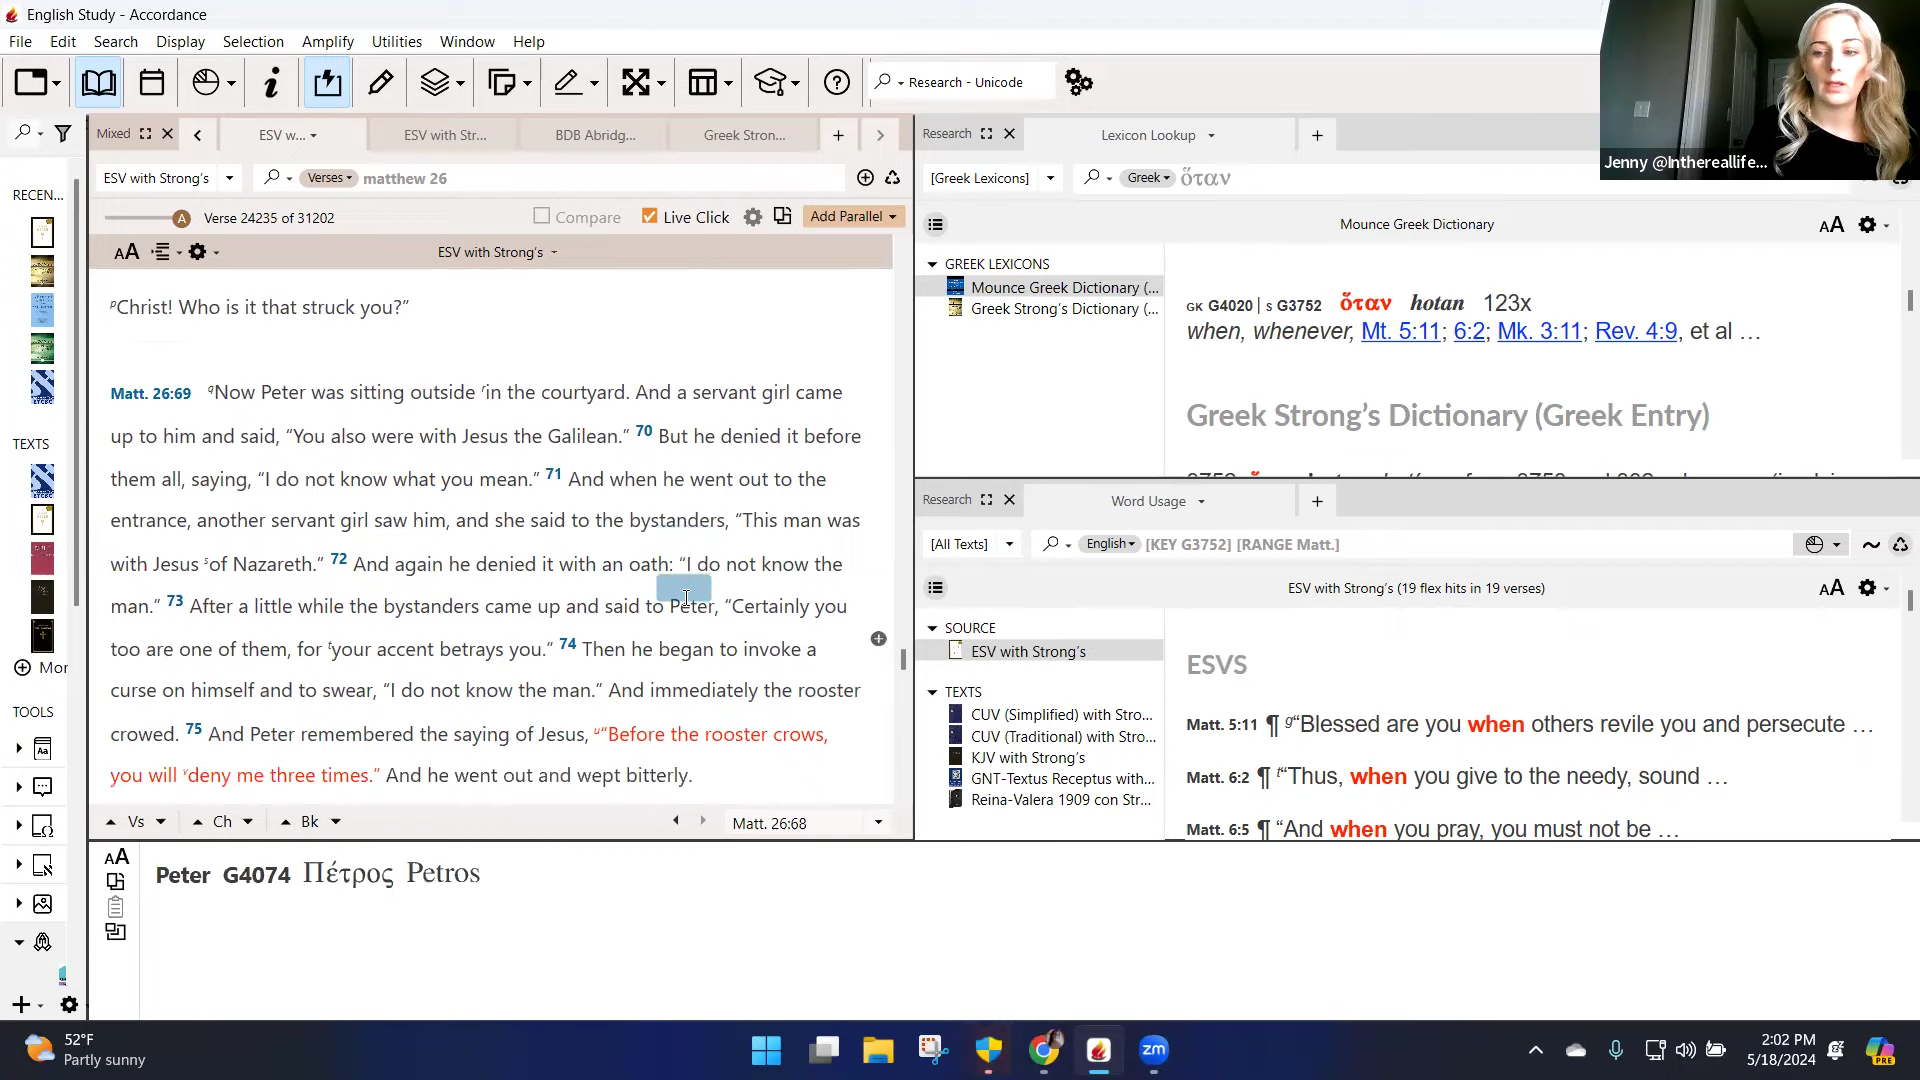 English Study - Accordance
File Edit Search Display Selection Amplify Utilities Window Help
Research - Unicode
Jenny @Inthereallife...
RECEN...
TEXTS
Mor
TOOLS
Mixed
ESV w...
ESV with Str...
BDB Abridg...
Greek Stron...
ESV with Strong's
Verses matthew 26
A Verse 24235 of 31202
Compare
Live Click
Add Parallel
AA
ESV with Strong's
ᵖChrist! Who is it that struck you?”
Matt. 26:69 ᑫNow Peter was sitting outside ʳin the courtyard. And a servant girl came
up to him and said, “You also were with Jesus the Galilean.” 70 But he denied it before
them all, saying, “I do not know what you mean.” 71 And when he went out to the
entrance, another servant girl saw him, and she said to the bystanders, “This man was
with Jesus ˢof Nazareth.” 72 And again he denied it with an oath: “I do not know the
man.” 73 After a little while the bystanders came up and said to Peter, “Certainly you
too are one of them, for ᵗyour accent betrays you.” 74 Then he began to invoke a
curse on himself and to swear, “I do not know the man.” And immediately the rooster
crowed. 75 And Peter remembered the saying of Jesus, ᵘ“Before the rooster crows,
you will ᵛdeny me three times.” And he went out and wept bitterly.
Vs Ch Bk
Matt. 26:68
AA
Peter G4074 Πέτρος Petros
Research
Lexicon Lookup
[Greek Lexicons]
Greek ὅταν
Mounce Greek Dictionary
AA
GREEK LEXICONS
Mounce Greek Dictionary (...
Greek Strong's Dictionary (...
GK G4020 | S G3752 ὅταν hotan 123x
when, whenever, Mt. 5:11; 6:2; Mk. 3:11; Rev. 4:9, et al …
Greek Strong's Dictionary (Greek Entry)
Research
Word Usage
[All Texts]
English [KEY G3752] [RANGE Matt.]
ESV with Strong's (19 flex hits in 19 verses)
AA
SOURCE
ESV with Strong's
TEXTS
CUV (Simplified) with Stro...
CUV (Traditional) with Stro...
KJV with Strong's
GNT-Textus Receptus with...
Reina-Valera 1909 con Str...
ESVS
Matt. 5:11 ¶ ᵍ“Blessed are you when others revile you and persecute …
Matt. 6:2 ¶ ᵗ“Thus, when you give to the needy, sound …
Matt. 6:5 ¶ “And when you pray, you must not be …
52°F
Partly sunny
zm
2:02 PM
5/18/2024
PRE